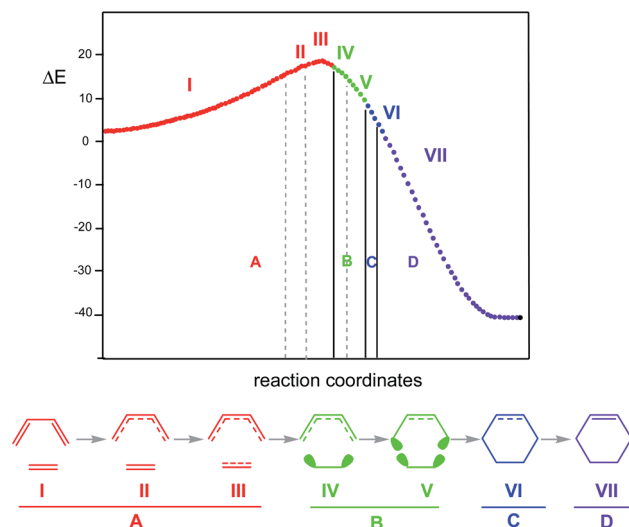 III
II
IV
20
I
V
ΔE
10
VI
0
VII
-10
-20
A
B
C
D
-30
-40
reaction coordinates
I
II
III
IV
V
VI
VII
A
B
C
D